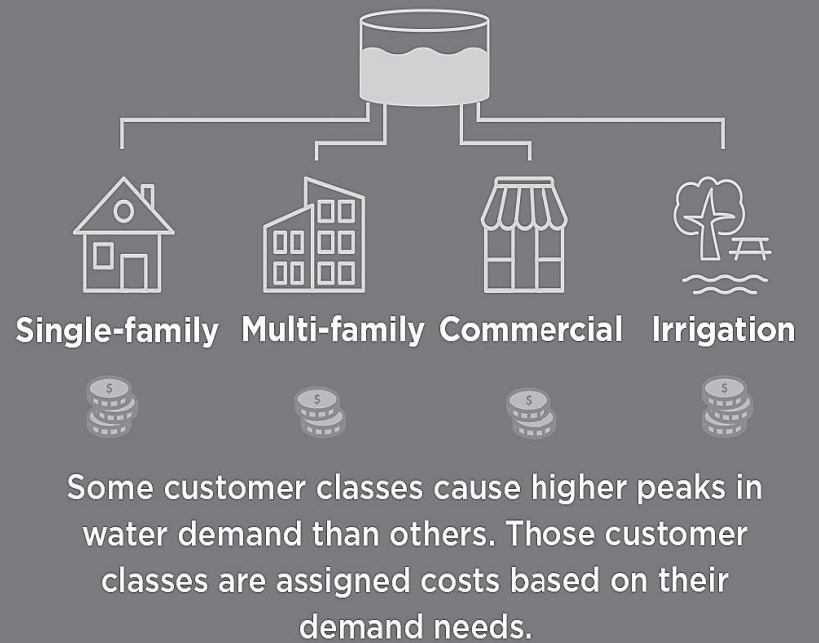 Single-family Multi-family Commercial Irrigation
$ $ $ $
Some customer classes cause higher peaks in
water demand than others. Those customer
classes are assigned costs based on their
demand needs.